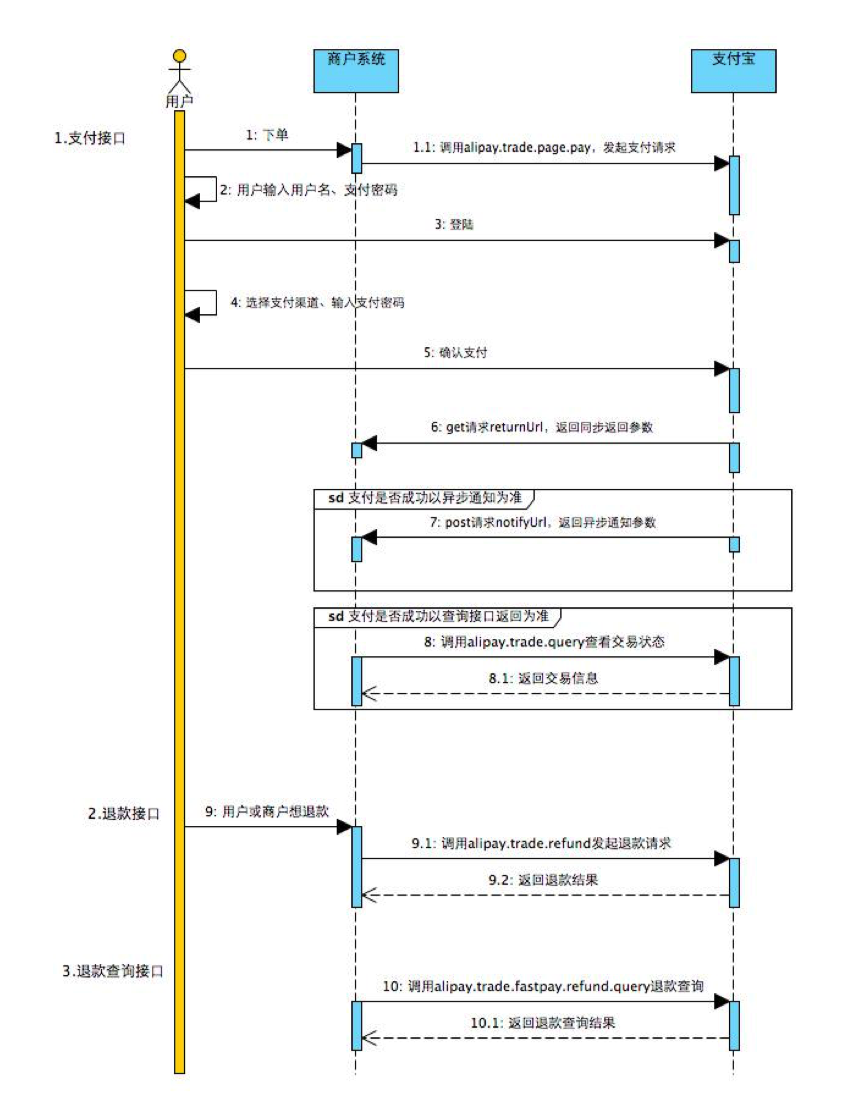 商户系统
支付宝
用户
1.支付接口
1: 下单
1.1: 调用alipay.trade.page.pay，发起支付请求
2: 用户输入用户名、支付密码
3: 登陆
4: 选择支付渠道、输入支付密码
5: 确认支付
6: get请求returnUrl，返回同步返回参数
sd 支付是否成功以异步通知为准
7: post请求notifyUrl，返回异步通知参数
sd 支付是否成功以查询接口返回为准
8: 调用alipay.trade.query查看交易状态
8.1: 返回交易信息
2.退款接口
9: 用户或商户想退款
9.1: 调用alipay.trade.refund发起退款请求
9.2: 返回退款结果
3.退款查询接口
10: 调用alipay.trade.fastpay.refund.query退款查询
10.1: 返回退款查询结果